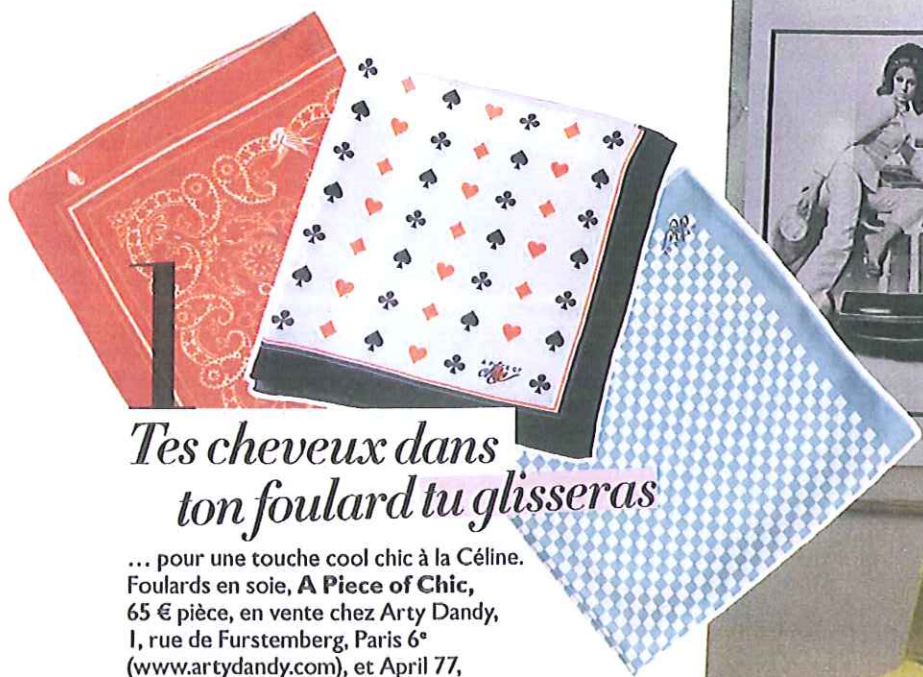 1
Tes cheveux dans
ton foulard tu glisseras
... pour une touche cool chic à la Céline.
Foulards en soie, A Piece of Chic,
65 € pièce, en vente chez Arty Dandy,
1, rue de Furstemberg, Paris 6e
(www.artydandy.com), et April 77,